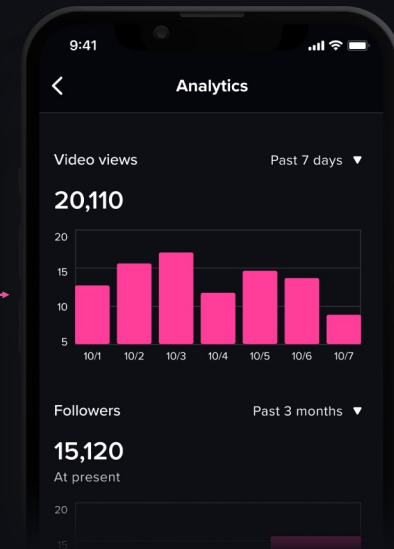 9:41
Analytics
Video views Past 7 days ▼
20,110
20
15
10
5
10/1 10/2 10/3 10/4 10/5 10/6 10/7
Followers Past 3 months ▼
15,120
At present
20
15